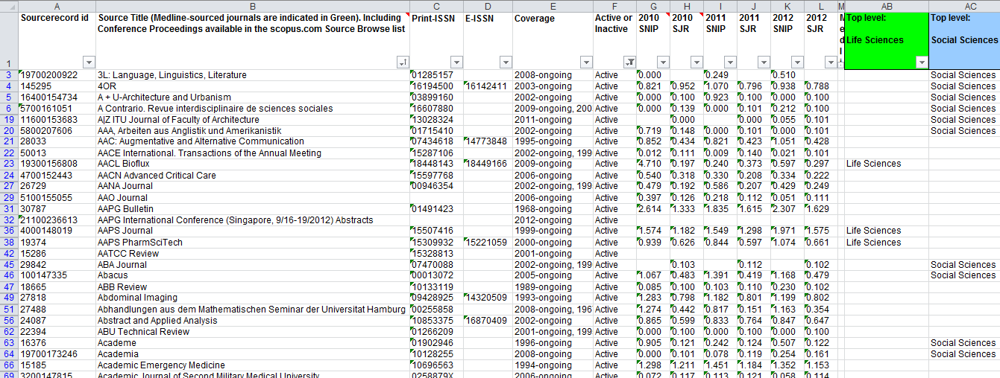 A B C D E F G H I J K L M AB AC
1 Sourcerecord id Source Title (Medline-sourced journals are indicated in Green). Including Conference Proceedings available in the scopus.com Source Browse list Print-ISSN E-ISSN Coverage Active or Inactive 2010 SNIP 2010 SJR 2011 SNIP 2011 SJR 2012 SNIP 2012 SJR Top level: Life Sciences Top level: Social Sciences
3 19700200922 3L: Language, Linguistics, Literature 01285157 2008-ongoing Active 0.000 0.249 0.510 Social Sciences
4 145295 4OR 16194500 16142411 2003-ongoing Active 0.821 0.952 1.070 0.796 0.938 0.788 Social Sciences
5 16400154734 A + U-Architecture and Urbanism 03899160 2002-ongoing Active 0.000 0.100 0.923 0.100 0.000 0.100 Social Sciences
6 5700161051 A Contrario. Revue interdisciplinaire de sciences sociales 16607880 2009-ongoing, 200 Active 0.000 0.139 0.000 0.101 0.212 0.100 Social Sciences
19 11600153683 A|Z ITU Journal of Faculty of Architecture 13028324 2011-ongoing Active 0.000 0.000 0.055 0.101 Social Sciences
20 5800207606 AAA, Arbeiten aus Anglistik und Amerikanistik 01715410 2002-ongoing Active 0.719 0.148 0.000 0.101 0.000 0.101 Social Sciences
21 28033 AAC: Augmentative and Alternative Communication 07434618 14773848 1995-ongoing Active 0.852 0.434 0.821 0.423 1.051 0.428
22 50013 AACE International. Transactions of the Annual Meeting 15287106 2002-ongoing, 199 Active 0.012 0.111 0.009 0.140 0.021 0.101
23 19300156808 AACL Bioflux 18448143 18449166 2009-ongoing Active 4.710 0.197 0.240 0.373 0.597 0.297 Life Sciences
24 4700152443 AACN Advanced Critical Care 15597768 2006-ongoing Active 0.540 0.318 0.330 0.208 0.334 0.222
27 26729 AANA Journal 00946354 2002-ongoing, 199 Active 0.479 0.192 0.586 0.207 0.429 0.249
29 5100155055 AAO Journal 2006-ongoing Active 0.397 0.126 0.218 0.112 0.051 0.111
31 30787 AAPG Bulletin 01491423 1968-ongoing Active 2.614 1.333 1.835 1.615 2.307 1.629
32 21100236613 AAPG International Conference (Singapore, 9/16-19/2012) Abstracts 2012-ongoing Active
36 4000148019 AAPS Journal 15507416 1999-ongoing Active 1.574 1.182 1.549 1.298 1.971 1.575 Life Sciences
38 19374 AAPS PharmSciTech 15309932 15221059 2000-ongoing Active 0.939 0.626 0.844 0.597 1.074 0.661 Life Sciences
42 15286 AATCC Review 15328813 2001-ongoing Active
45 29842 ABA Journal 07470088 2002-ongoing, 199 Active 0.103 0.112 0.102 Social Sciences
46 100147335 Abacus 00013072 2005-ongoing Active 1.067 0.483 1.391 0.419 1.168 0.479 Social Sciences
47 18665 ABB Review 10133119 1989-ongoing Active 0.085 0.100 0.103 0.110 0.230 0.102
49 27818 Abdominal Imaging 09428925 14320509 1993-ongoing Active 1.283 0.798 1.182 0.801 1.199 0.802
51 27488 Abhandlungen aus dem Mathematischen Seminar der Universitat Hamburg 00255858 2008-ongoing, 196 Active 1.274 0.442 0.817 0.151 1.163 0.354
56 24087 Abstract and Applied Analysis 10853375 16870409 2002-ongoing Active 0.865 0.599 0.833 0.764 0.847 0.647
62 22394 ABU Technical Review 01266209 2001-ongoing, 199 Active 0.000 0.100 0.000 0.100 0.000 0.100
63 16376 Academe 01902946 1996-ongoing Active 0.905 0.121 0.242 0.124 0.507 0.122 Social Sciences
64 19700173246 Academia 10128255 2008-ongoing Active 0.000 0.101 0.078 0.119 0.254 0.161 Social Sciences
66 15185 Academic Emergency Medicine 10696563 1994-ongoing Active 1.298 1.211 1.451 1.184 1.352 1.153
69 3200147815 Academic Journal of Second Military Medical University 0258879X 2006-ongoing Active 0.072 0.117 0.113 0.121 0.058 0.114